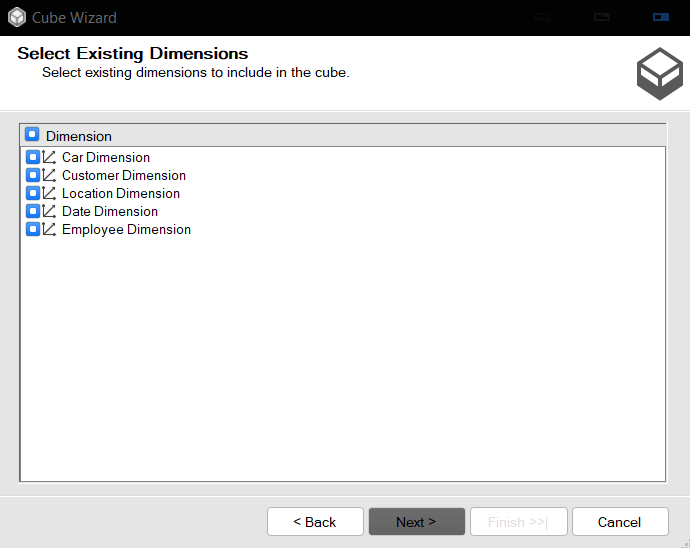 Cube Wizard
Select Existing Dimensions
Select existing dimensions to include in the cube.
Dimension
Car Dimension
Customer Dimension
Location Dimension
Date Dimension
Employee Dimension
< Back Next > Finish >>| Cancel